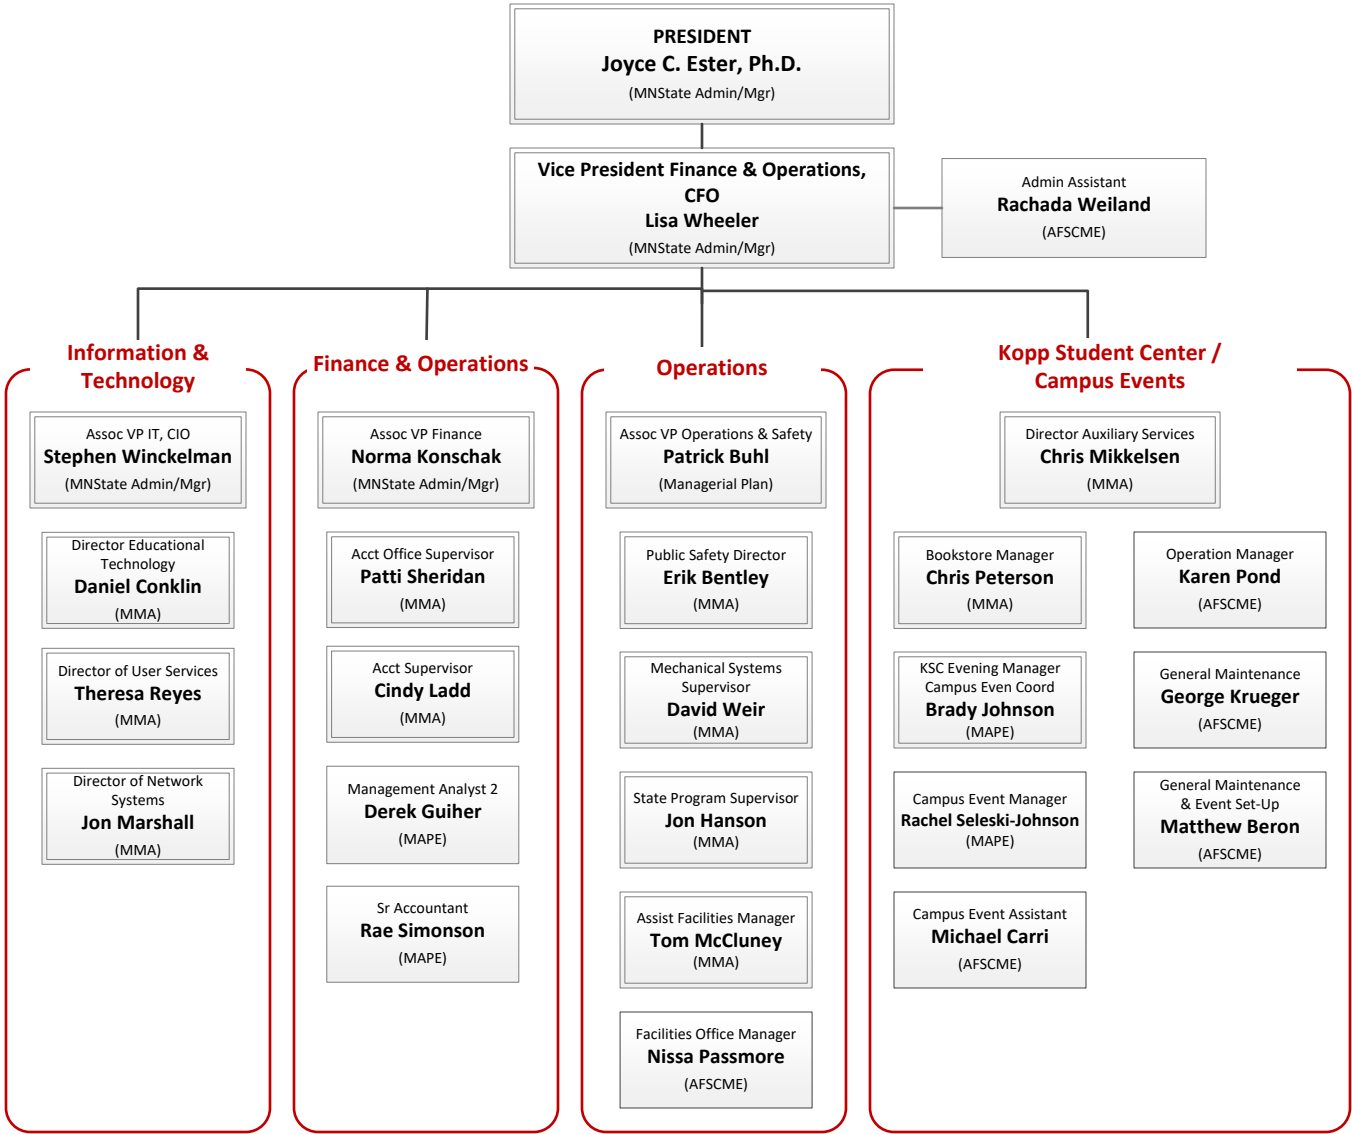 PRESIDENT
Joyce C. Ester, Ph.D.
(MNState Admin/Mgr)
Vice President Finance & Operations,
CFO
Lisa Wheeler
(MNState Admin/Mgr)
Admin Assistant
Rachada Weiland
(AFSCME)
Information &
Technology
Assoc VP IT, CIO
Stephen Winckelman
(MNState Admin/Mgr)
Director Educational
Technology
Daniel Conklin
(MMA)
Director of User Services
Theresa Reyes
(MMA)
Director of Network
Systems
Jon Marshall
(MMA)
Finance & Operations
Assoc VP Finance
Norma Konschak
(MNState Admin/Mgr)
Acct Office Supervisor
Patti Sheridan
(MMA)
Acct Supervisor
Cindy Ladd
(MMA)
Management Analyst 2
Derek Guiher
(MAPE)
Sr Accountant
Rae Simonson
(MAPE)
Operations
Assoc VP Operations & Safety
Patrick Buhl
(Managerial Plan)
Public Safety Director
Erik Bentley
(MMA)
Mechanical Systems
Supervisor
David Weir
(MMA)
State Program Supervisor
Jon Hanson
(MMA)
Assist Facilities Manager
Tom McCluney
(MMA)
Facilities Office Manager
Nissa Passmore
(AFSCME)
Kopp Student Center /
Campus Events
Director Auxiliary Services
Chris Mikkelsen
(MMA)
Bookstore Manager
Chris Peterson
(MMA)
KSC Evening Manager
Campus Even Coord
Brady Johnson
(MAPE)
Campus Event Manager
Rachel Seleski-Johnson
(MAPE)
Campus Event Assistant
Michael Carri
(AFSCME)
Operation Manager
Karen Pond
(AFSCME)
General Maintenance
George Krueger
(AFSCME)
General Maintenance
& Event Set-Up
Matthew Beron
(AFSCME)